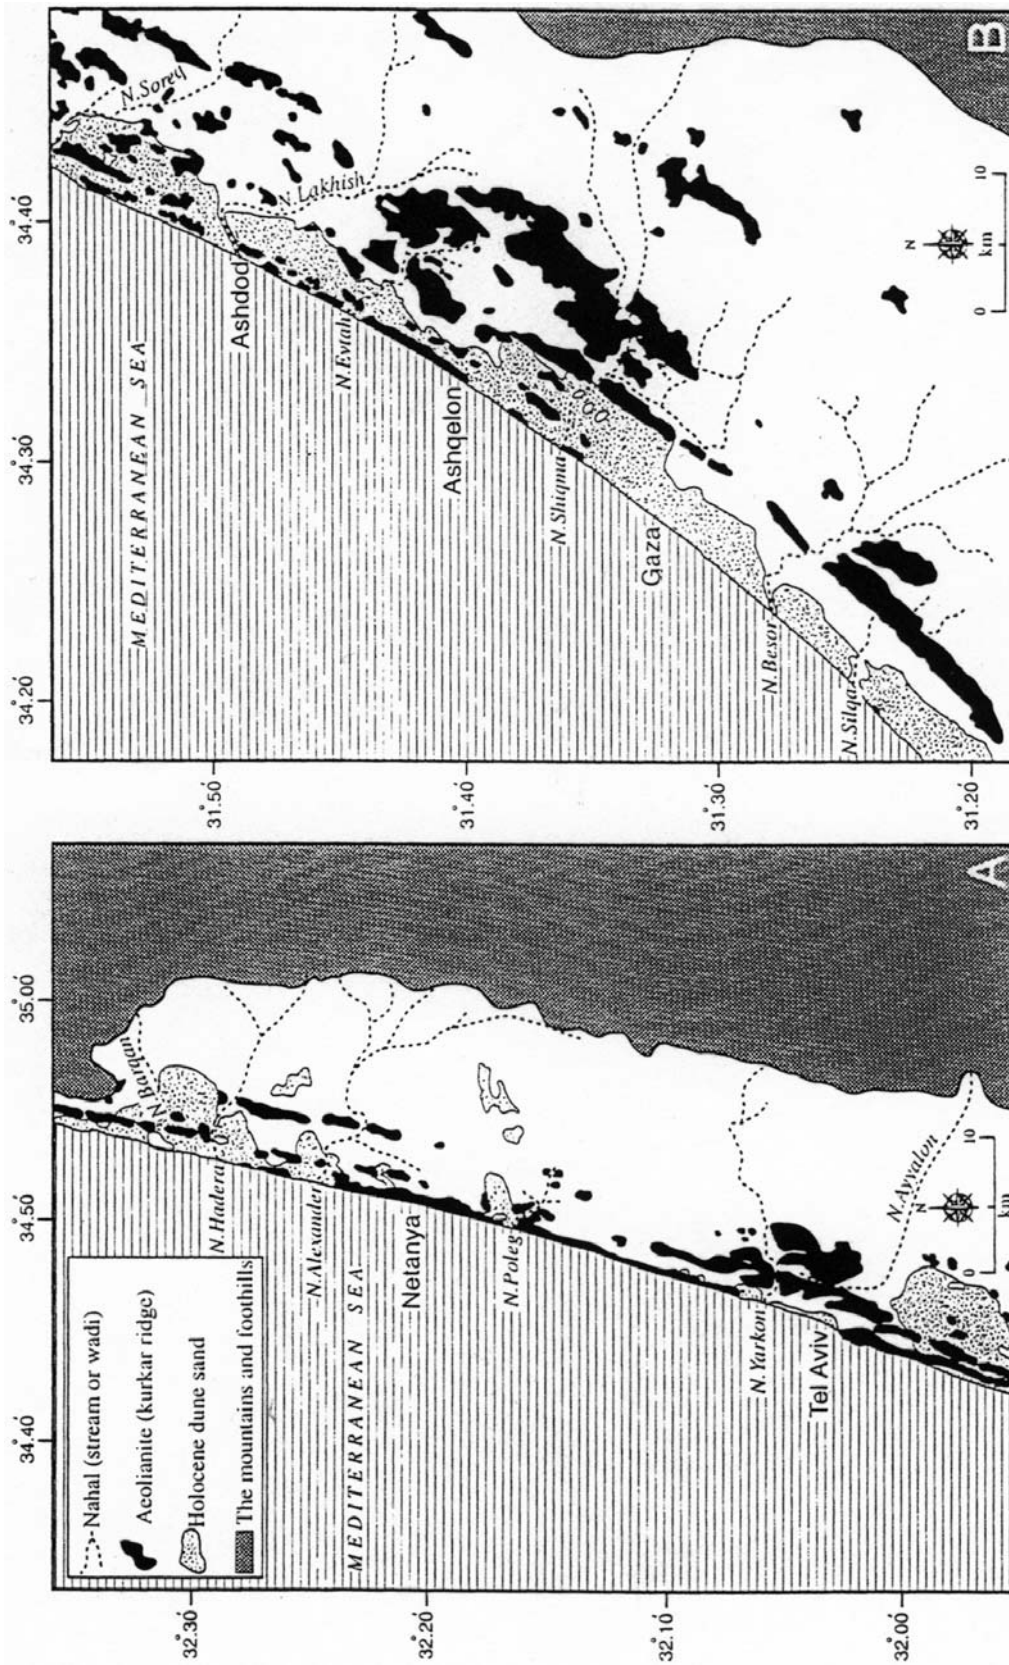 Nahal (stream or wadi)
Aeolianite (kurkar ridge)
Holocene dune sand
The mountains and foothills
34°.40'
34°.50'
35°.00'
32°.30'
32°.20'
32°.10'
32°.00'
MEDITERRANEAN SEA
N.Barqan
N.Hadera
N.Alexander
Netanya
N.Poleg
N.Yarkon
Tel Aviv
N.Ayyalon
N
0 10
km
A
34°.20'
34°.30'
34°.40'
31°.50'
31°.40'
31°.30'
31°.20'
MEDITERRANEAN SEA
N.Soreq
Ashdod
N.Lakhish
N.Evtah
Ashqelon
N.Shiqma
Gaza
N.Besor
N.Silqa
N
0 10
km
B